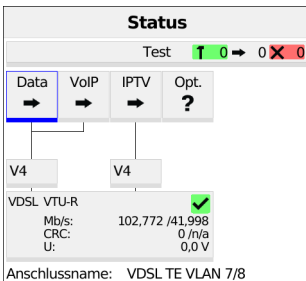 Status
Test 0 0 0
Data VoIP IPTV Opt.
?
V4 V4
VDSL VTU-R
Mb/s: 102,772 /41,998
CRC: 0 /n/a
U: 0,0 V
Anschlussname: VDSL TE VLAN 7/8